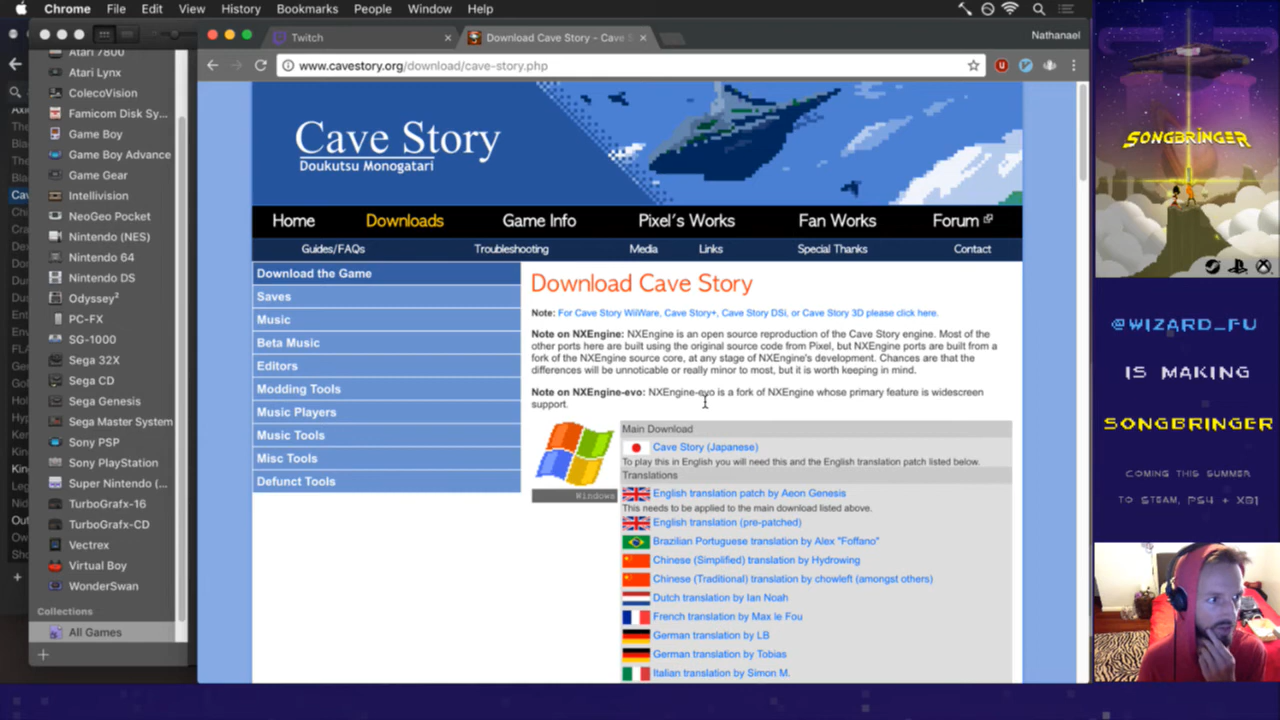 Chrome File Edit View History Bookmarks People Window Help
Twitch
Download Cave Story - Cave S
Nathanael
www.cavestory.org/download/cave-story.php
Atari 7800
Atari Lynx
ColecoVision
Famicom Disk Sy...
Game Boy
Game Boy Advance
Game Gear
Intellivision
NeoGeo Pocket
Nintendo (NES)
Nintendo 64
Nintendo DS
Odyssey²
PC-FX
SG-1000
Sega 32X
Sega CD
Sega Genesis
Sega Master System
Sony PSP
Sony PlayStation
Super Nintendo (...
TurboGrafx-16
TurboGrafx-CD
Vectrex
Virtual Boy
WonderSwan
Collections
All Games
Cave Story
Doukutsu Monogatari
Home Downloads Game Info Pixel's Works Fan Works Forum
Guides/FAQs Troubleshooting Media Links Special Thanks Contact
Download the Game
Saves
Music
Beta Music
Editors
Modding Tools
Music Players
Music Tools
Misc Tools
Defunct Tools
Download Cave Story
Note: For Cave Story WiiWare, Cave Story+, Cave Story DSi, or Cave Story 3D please click here.
Note on NXEngine: NXEngine is an open source reproduction of the Cave Story engine. Most of the
other ports here are built using the original source code from Pixel, but NXEngine ports are built from a
fork of the NXEngine source core, at any stage of NXEngine's development. Chances are that the
differences will be unnoticable or really minor to most, but it is worth keeping in mind.
Note on NXEngine-evo: NXEngine-evo is a fork of NXEngine whose primary feature is widescreen
support.
Windows
Main Download
Cave Story (Japanese)
To play this in English you will need this and the English translation patch listed below.
Translations
English translation patch by Aeon Genesis
This needs to be applied to the main download listed above.
English translation (pre-patched)
Brazilian Portuguese translation by Alex "Foffano"
Chinese (Simplified) translation by Hydrowing
Chinese (Traditional) translation by chowleft (amongst others)
Dutch translation by Ian Noah
French translation by Max le Fou
German translation by LB
German translation by Tobias
Italian translation by Simon M.
SONGBRINGER
@WIZARD_FU
IS MAKING
SONGBRINGER
COMING THIS SUMMER
TO STEAM, PS4 + XB1